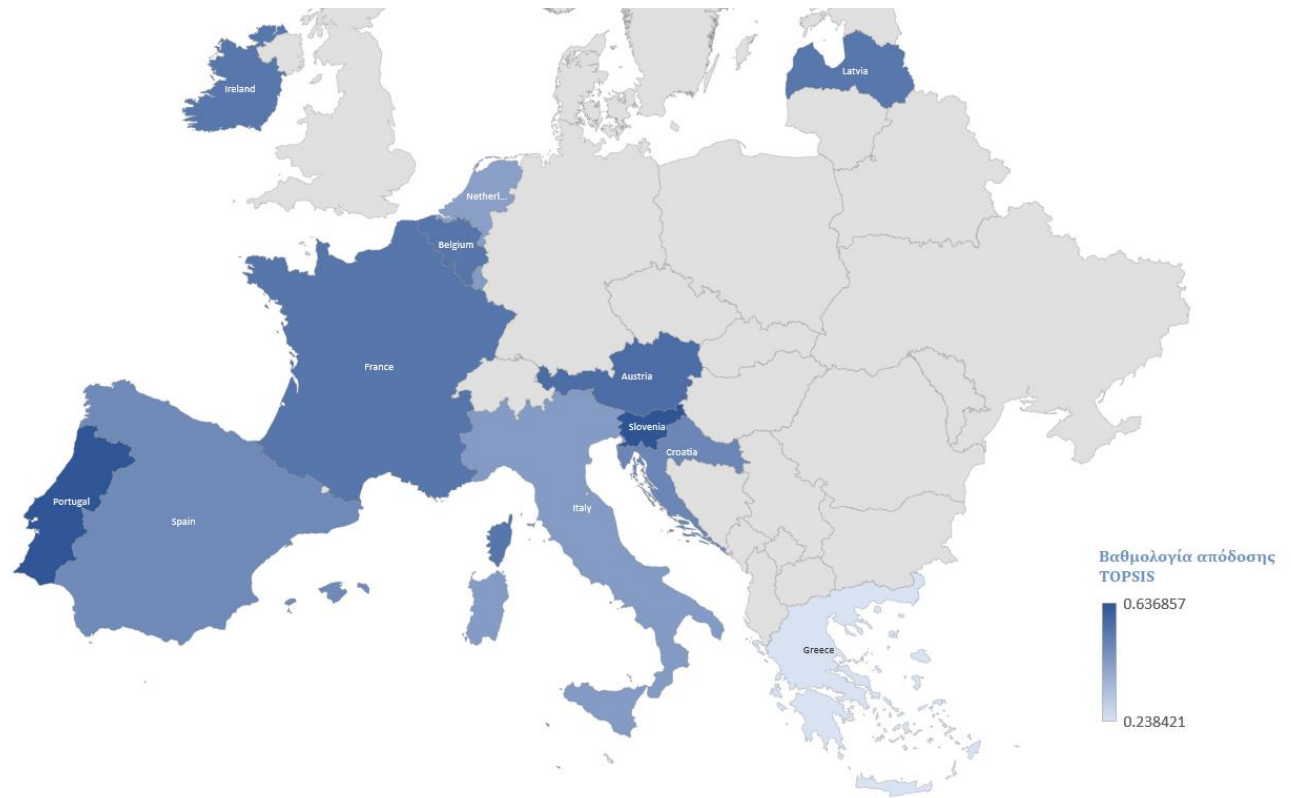 Latvia
Ireland
Netherl...
Belgium
France
Austria
Slovenia
Croatia
Portugal
Spain
Italy
Greece
Βαθμολογία απόδοσης
TOPSIS
0.636857
0.238421